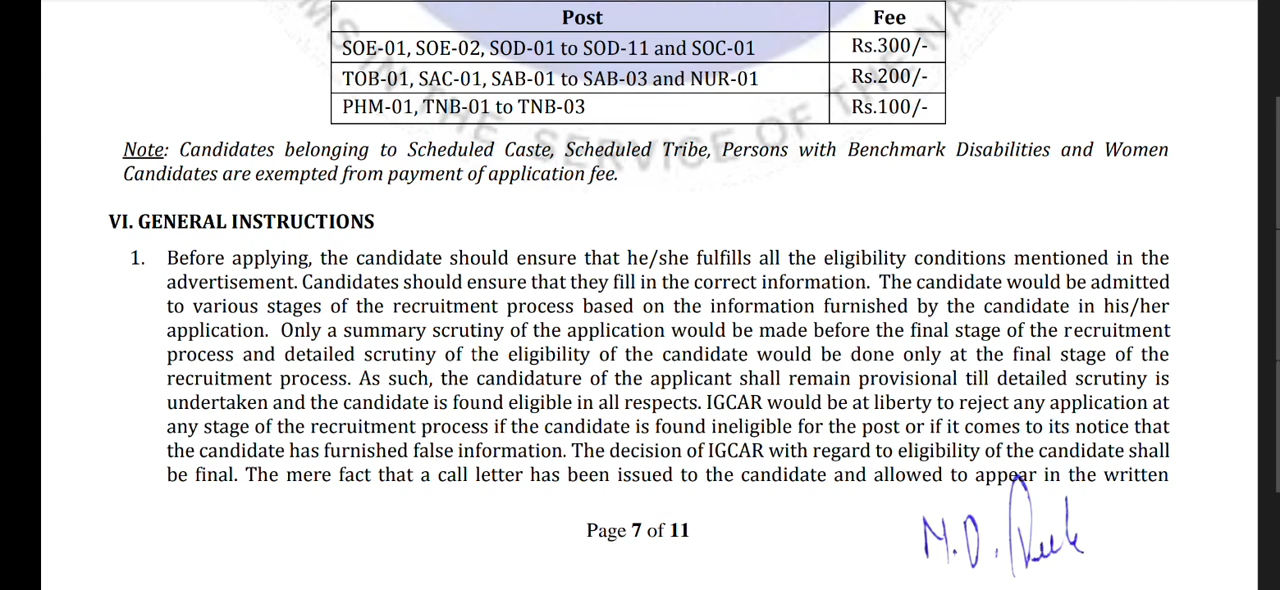 Post Fee
SOE-01, SOE-02, SOD-01 to SOD-11 and SOC-01 Rs.300/-
TOB-01, SAC-01, SAB-01 to SAB-03 and NUR-01 Rs.200/-
PHM-01, TNB-01 to TNB-03 Rs.100/-
THE SERVICE OF THE NA
Note: Candidates belonging to Scheduled Caste, Scheduled Tribe, Persons with Benchmark Disabilities and Women
Candidates are exempted from payment of application fee.
VI. GENERAL INSTRUCTIONS
1. Before applying, the candidate should ensure that he/she fulfills all the eligibility conditions mentioned in the
advertisement. Candidates should ensure that they fill in the correct information. The candidate would be admitted
to various stages of the recruitment process based on the information furnished by the candidate in his/her
application. Only a summary scrutiny of the application would be made before the final stage of the recruitment
process and detailed scrutiny of the eligibility of the candidate would be done only at the final stage of the
recruitment process. As such, the candidature of the applicant shall remain provisional till detailed scrutiny is
undertaken and the candidate is found eligible in all respects. IGCAR would be at liberty to reject any application at
any stage of the recruitment process if the candidate is found ineligible for the post or if it comes to its notice that
the candidate has furnished false information. The decision of IGCAR with regard to eligibility of the candidate shall
be final. The mere fact that a call letter has been issued to the candidate and allowed to appear in the written
Page 7 of 11